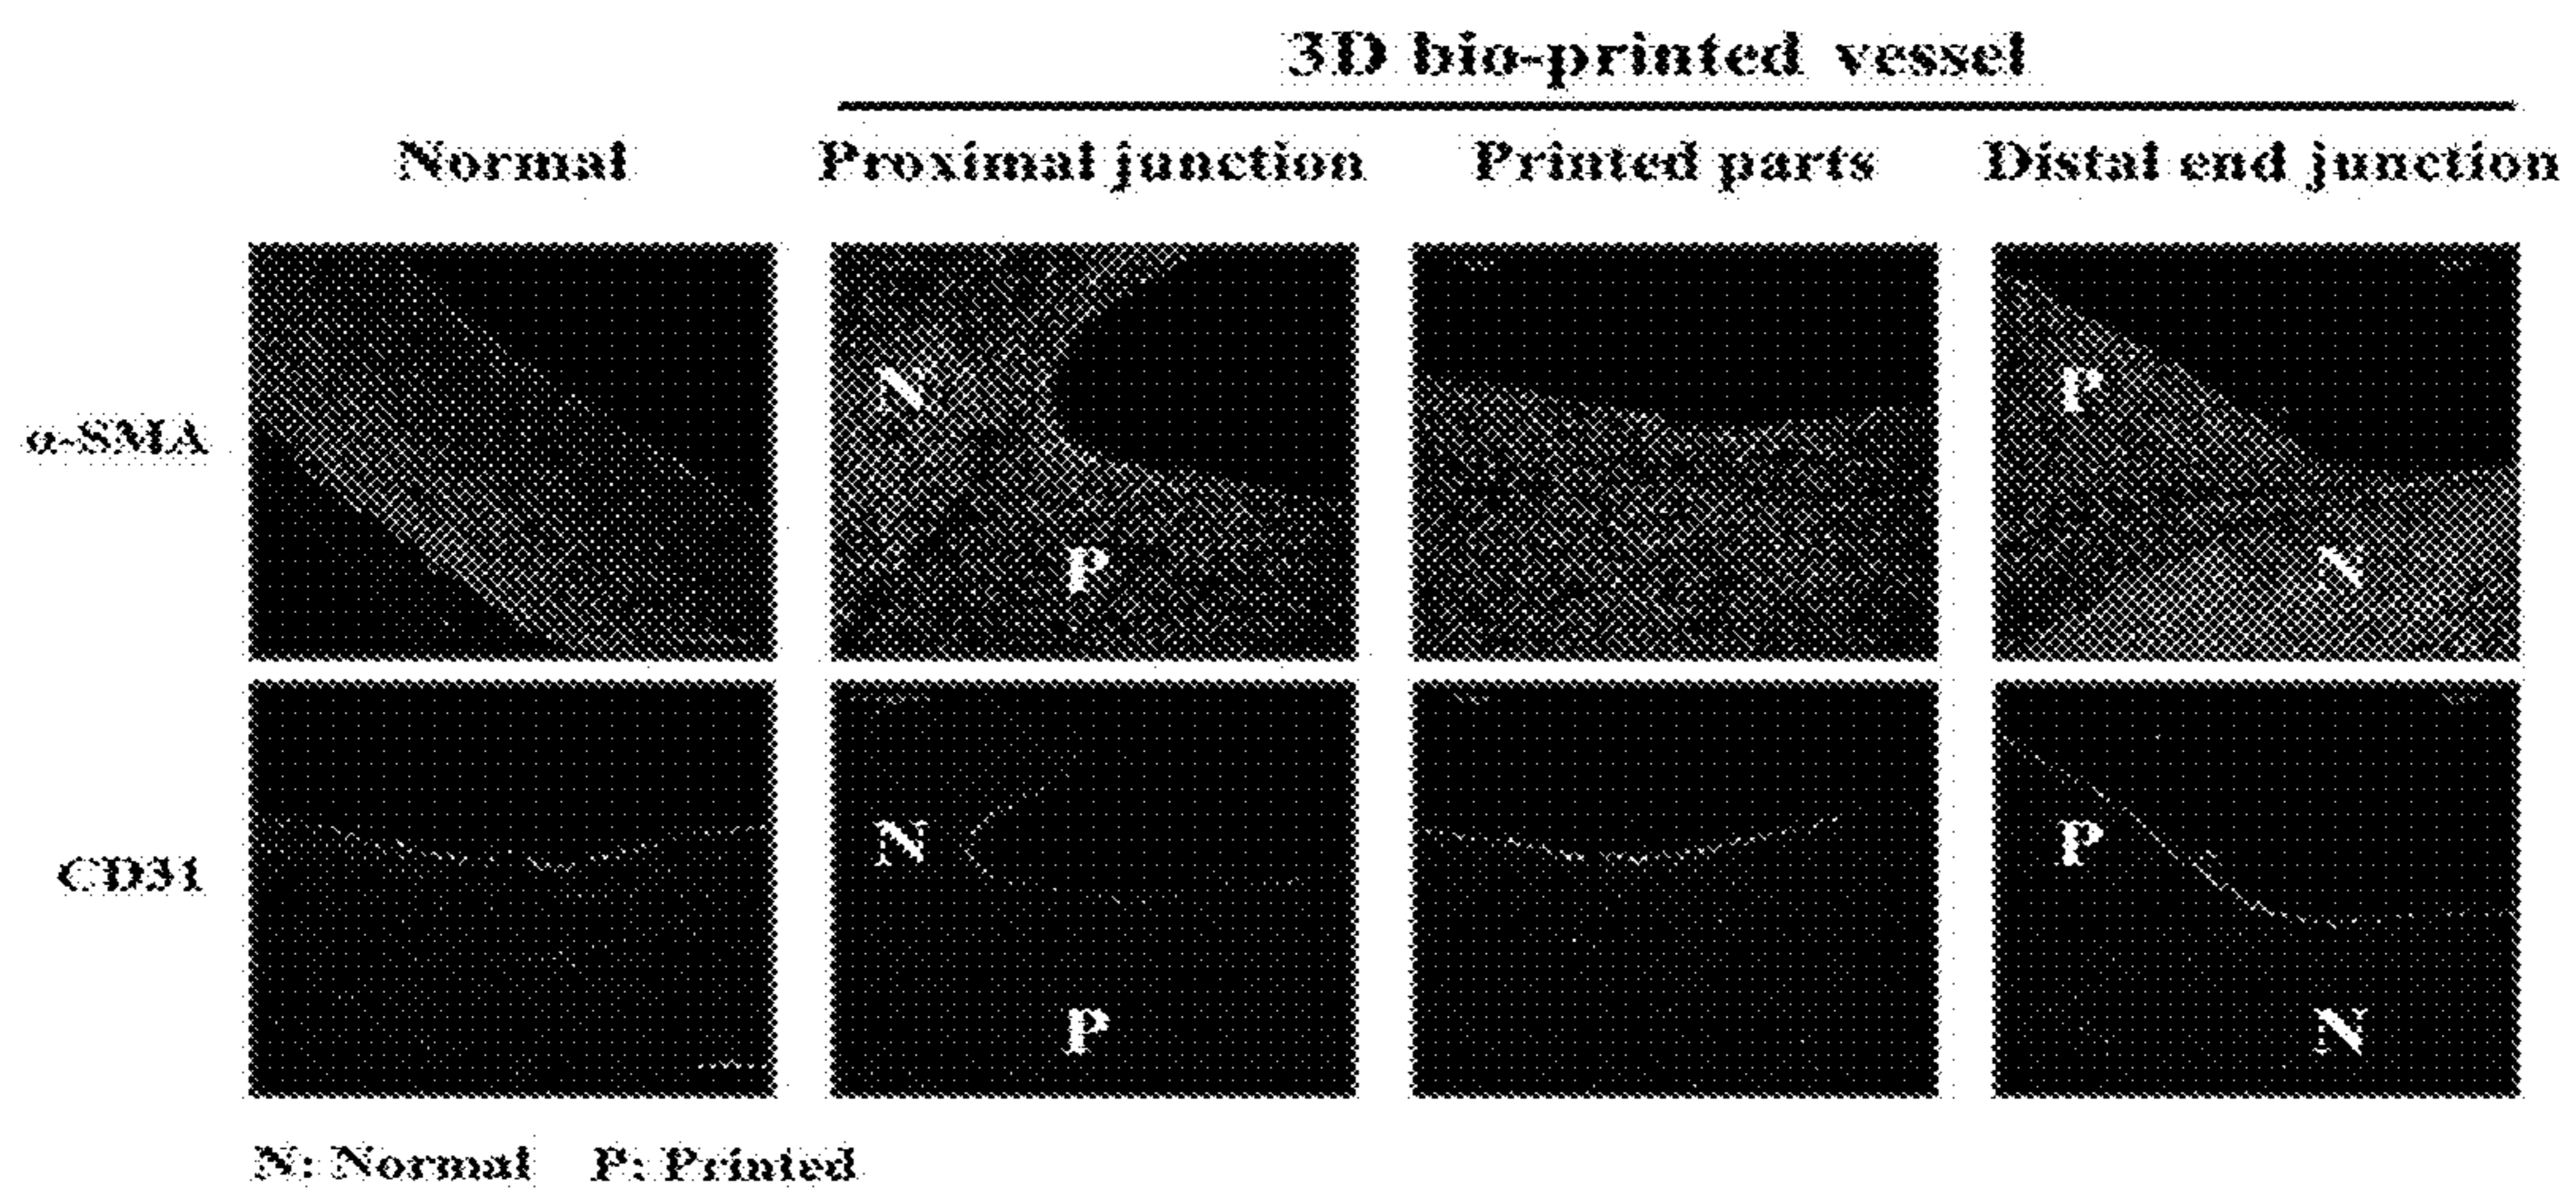 3D bio-printed vessel
Normal Proximal junction Printed parts Distal end junction
α-SMA
N
P
P
N
CD31
N
P
P
N
N: Normal P: Printed